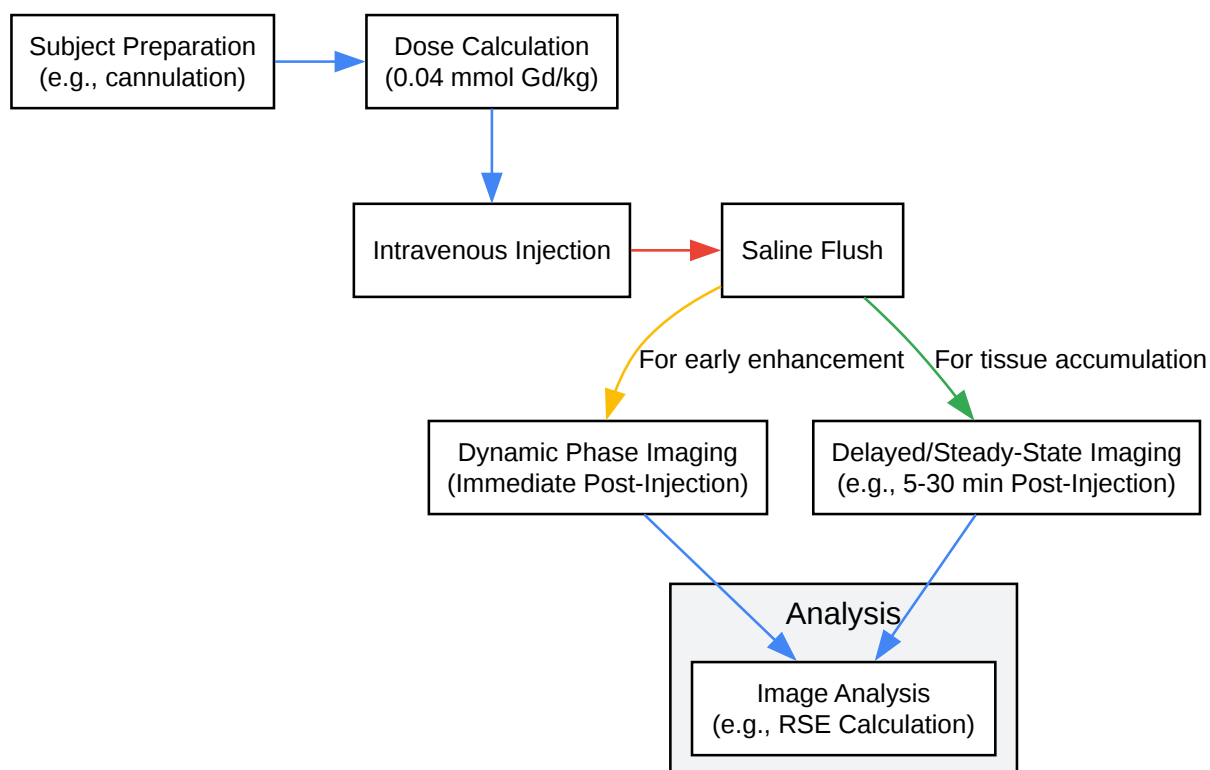 Subject Preparation
(e.g., cannulation)
Dose Calculation
(0.04 mmol Gd/kg)
Intravenous Injection
Saline Flush
For early enhancement
For tissue accumulation
Dynamic Phase Imaging
(Immediate Post-Injection)
Delayed/Steady-State Imaging
(e.g., 5-30 min Post-Injection)
Analysis
Image Analysis
(e.g., RSE Calculation)